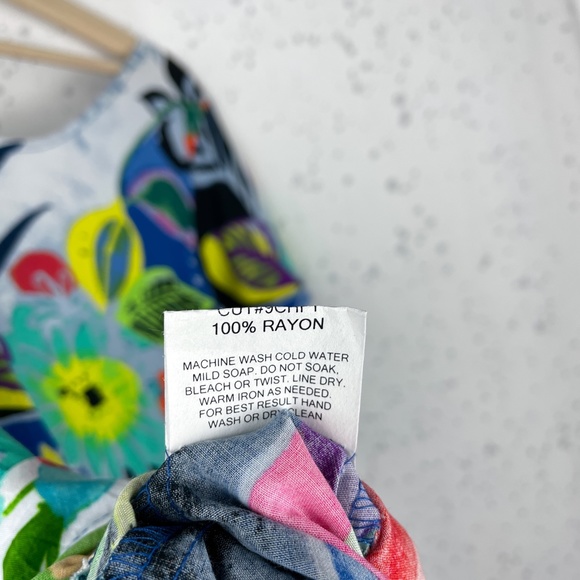 100% RAYON
MACHINE WASH COLD WATER
MILD SOAP. DO NOT SOAK,
BLEACH OR TWIST. LINE DRY.
WARM IRON AS NEEDED.
FOR BEST RESULT HAND
WASH OR DRY CLEAN